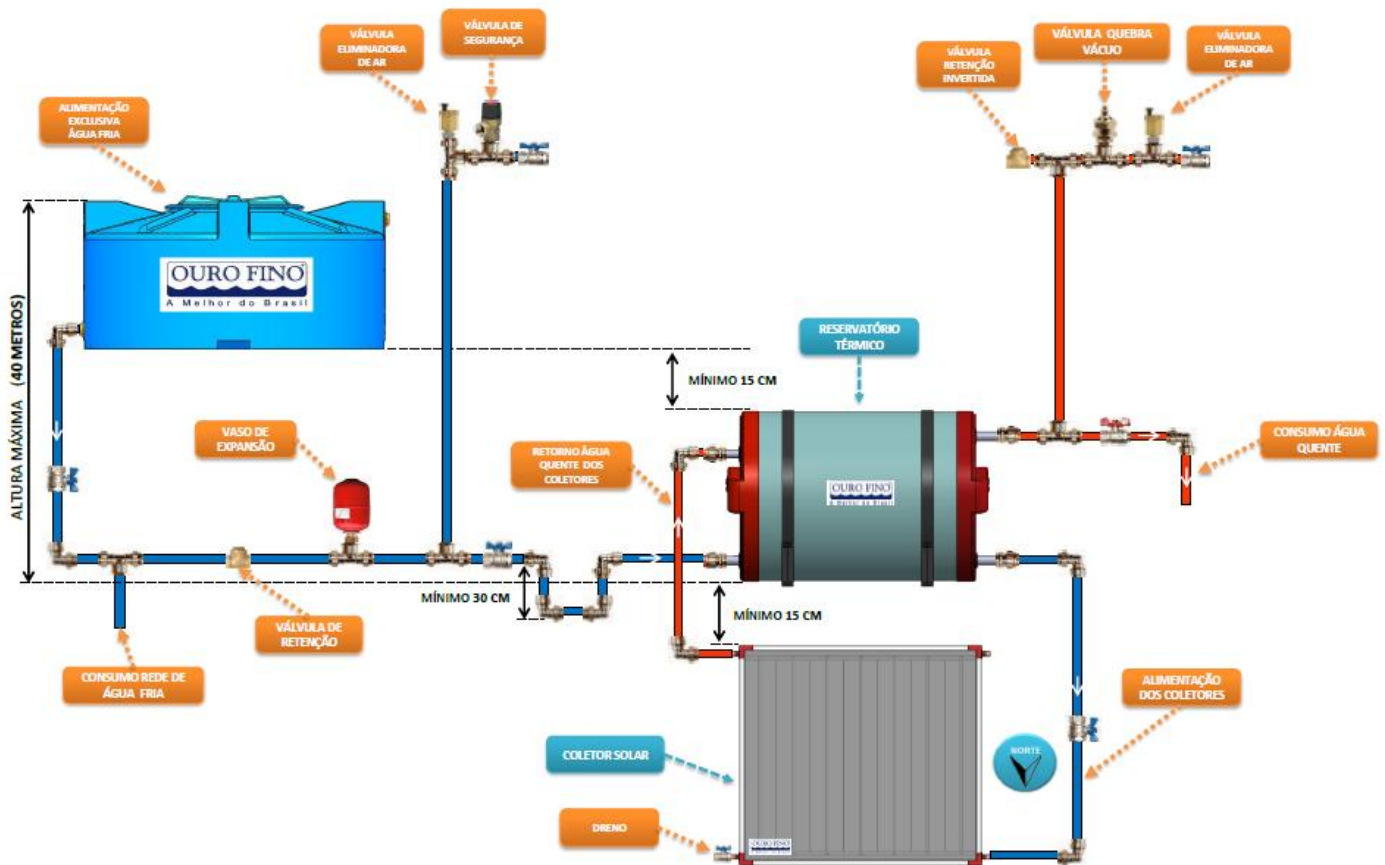 VÁLVULA
ELIMINADORA
DE AR
VÁLVULA DE
SEGURANÇA
VÁLVULA
RETENÇÃO
INVERTIDA
VÁLVULA QUEBRA
VÁCUO
VÁLVULA
ELIMINADORA
DE AR
ALIMENTAÇÃO
EXCLUSIVA
ÁGUA FRIA
OURO FINO
A Melhor do Brasil
ALTURA MÁXIMA (40 METROS)
MÍNIMO 15 CM
RESERVATÓRIO
TÉRMICO
VASO DE
EXPANSÃO
RETORNO ÁGUA
QUENTE DOS
COLETORES
CONSUMO ÁGUA
QUENTE
OURO FINO
A Melhor do Brasil
MÍNIMO 30 CM
MÍNIMO 15 CM
VÁLVULA DE
RETENÇÃO
CONSUMO REDE DE
ÁGUA FRIA
ALIMENTAÇÃO
DOS COLETORES
COLETOR SOLAR
NORTE
DRENO
OURO FINO